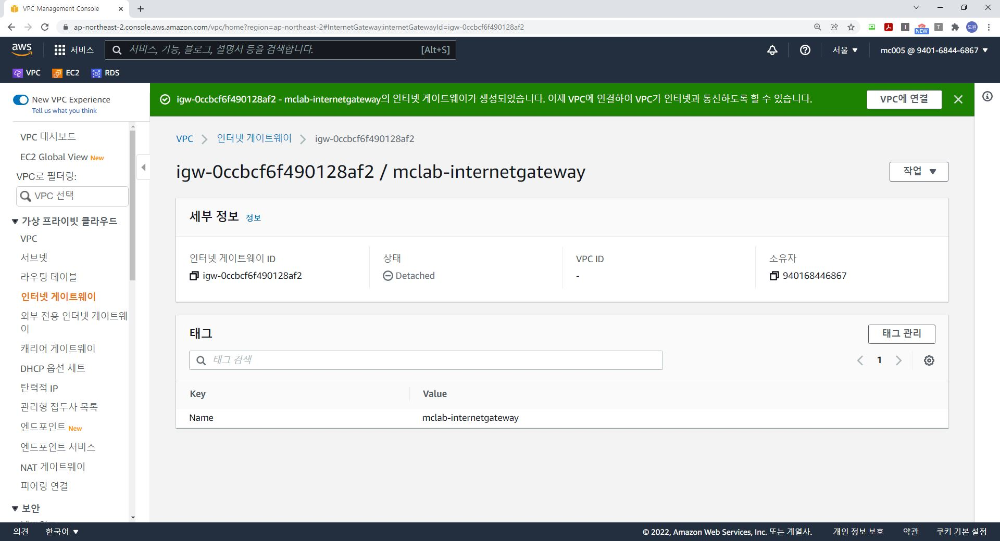 VPC Management Console
ap-northeast-2.console.aws.amazon.com/vpc/home?region=ap-northeast-2#InternetGateway:internetGatewayId=igw-0ccbcf6f490128af2
NEW
I
T
도원
aws
서비스
서비스, 기능, 블로그, 설명서 등을 검색합니다.
[Alt+S]
서울
mc005 @ 9401-6844-6867
VPC
EC2
RDS
New VPC Experience
Tell us what you think
igw-0ccbcf6f490128af2 - mclab-internetgateway의 인터넷 게이트웨이가 생성되었습니다. 이제 VPC에 연결하여 VPC가 인터넷과 통신하도록 할 수 있습니다.
VPC에 연결
VPC 대시보드
EC2 Global View New
VPC로 필터링:
VPC 선택
가상 프라이빗 클라우드
VPC
서브넷
라우팅 테이블
인터넷 게이트웨이
외부 전용 인터넷 게이트웨
이
캐리어 게이트웨이
DHCP 옵션 세트
탄력적 IP
관리형 접두사 목록
엔드포인트 New
엔드포인트 서비스
NAT 게이트웨이
피어링 연결
보안
VPC
인터넷 게이트웨이
igw-0ccbcf6f490128af2
igw-0ccbcf6f490128af2 / mclab-internetgateway
작업
세부 정보 정보
인터넷 게이트웨이 ID
igw-0ccbcf6f490128af2
상태
Detached
VPC ID
-
소유자
940168446867
태그
태그 관리
태그 검색
1
Key
Value
Name
mclab-internetgateway
의견
한국어
© 2022, Amazon Web Services, Inc. 또는 계열사.
개인 정보 보호
약관
쿠키 기본 설정